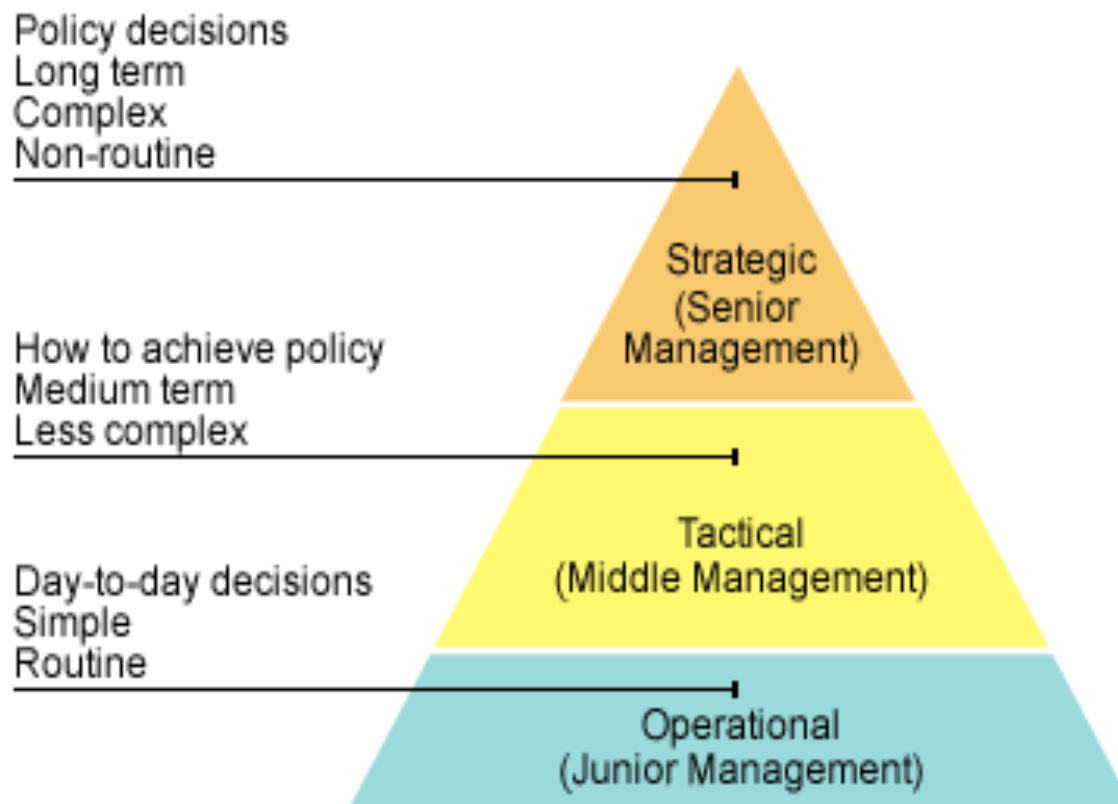 Policy decisions
Long term
Complex
Non-routine
Strategic
(Senior
Management)
How to achieve policy
Medium term
Less complex
Tactical
(Middle Management)
Day-to-day decisions
Simple
Routine
Operational
(Junior Management)